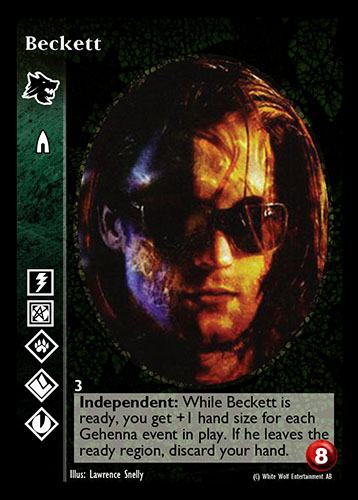 Beckett
3
Independent: While Beckett is
ready, you get +1 hand size for each
Gehenna event in play. If he leaves the
ready region, discard your hand.
8
Illus: Lawrence Snelly
(C) White Wolf Entertainment AB